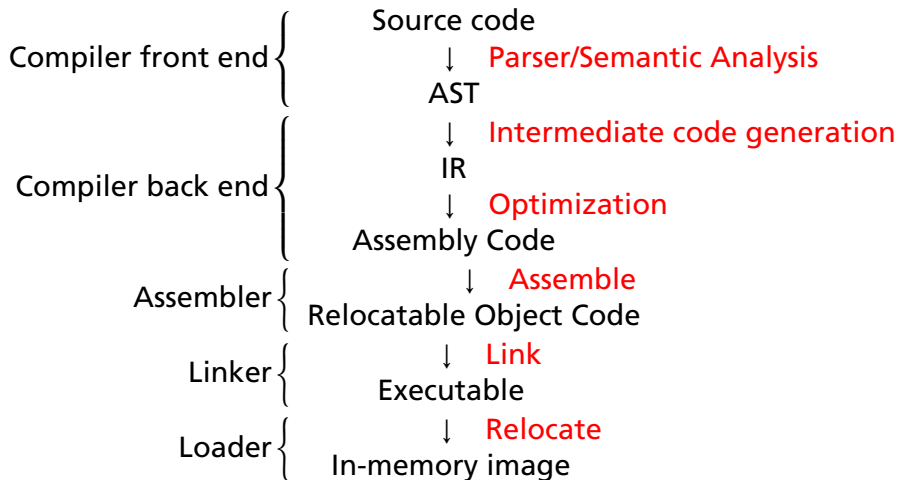 Source code
Compiler front end
↓ Parser/Semantic Analysis
AST
↓ Intermediate code generation
IR
Compiler back end
↓ Optimization
Assembly Code
↓ Assemble
Assembler
Relocatable Object Code
↓ Link
Linker
Executable
↓ Relocate
Loader
In-memory image